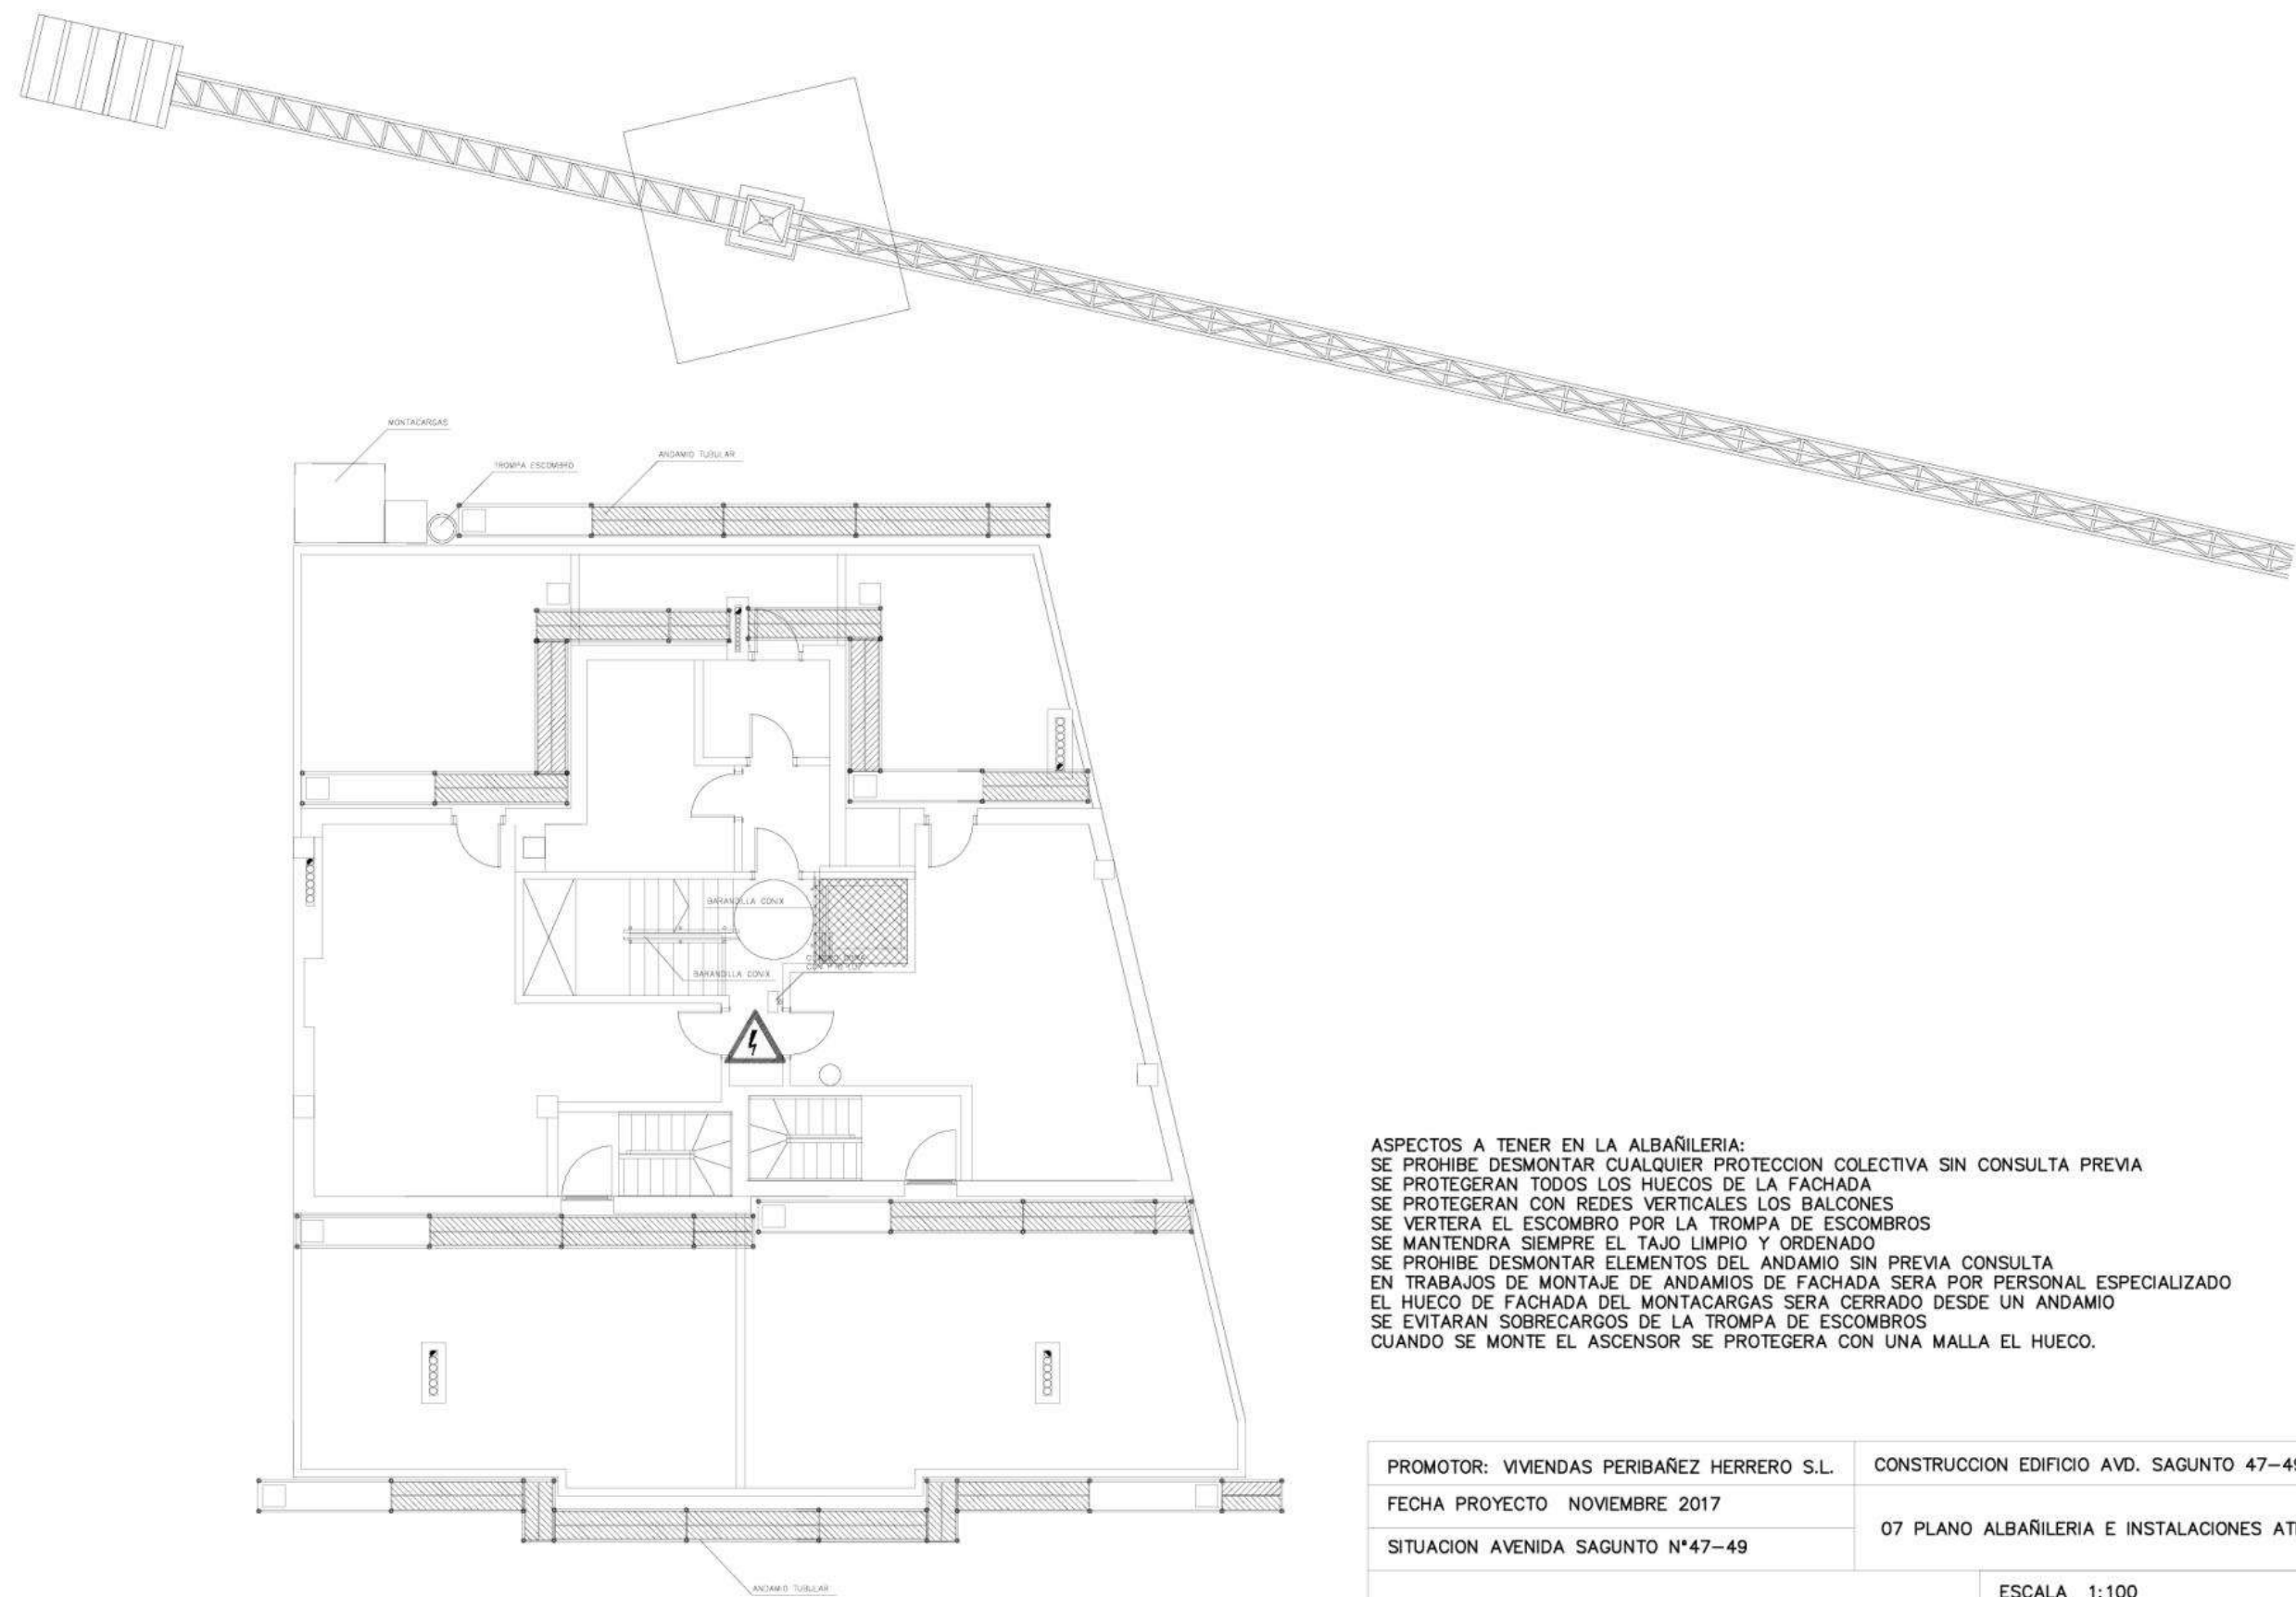 MONTACARGAS
TROMPA ESCOMBRO
ANDAMIO TUBULAR
BARANDILLA CONIX
BARANDILLA CONIX
ASPECTOS A TENER EN LA ALBAÑILERIA:
SE PROHIBE DESMONTAR CUALQUIER PROTECCION COLECTIVA SIN CONSULTA PREVIA
SE PROTEGERAN TODOS LOS HUECOS DE LA FACHADA
SE PROTEGERAN CON REDES VERTICALES LOS BALCONES
SE VERTERA EL ESCOMBRO POR LA TROMPA DE ESCOMBROS
SE MANTENDRA SIEMPRE EL TAJO LIMPIO Y ORDENADO
SE PROHIBE DESMONTAR ELEMENTOS DEL ANDAMIO SIN PREVIA CONSULTA
EN TRABAJOS DE MONTAJE DE ANDAMIOS DE FACHADA SERA POR PERSONAL ESPECIALIZADO
EL HUECO DE FACHADA DEL MONTACARGAS SERA CERRADO DESDE UN ANDAMIO
SE EVITARAN SOBRECARGOS DE LA TROMPA DE ESCOMBROS
CUANDO SE MONTE EL ASCENSOR SE PROTEGERA CON UNA MALLA EL HUECO.
PROMOTOR: VIVIENDAS PERIBAÑEZ HERRERO S.L.
CONSTRUCCION EDIFICIO AVD. SAGUNTO 47-49
FECHA PROYECTO NOVIEMBRE 2017
07 PLANO ALBAÑILERIA E INSTALACIONES
SITUACION AVENIDA SAGUNTO N°47-49
ESCALA 1:100
ANDAMIO TUBULAR